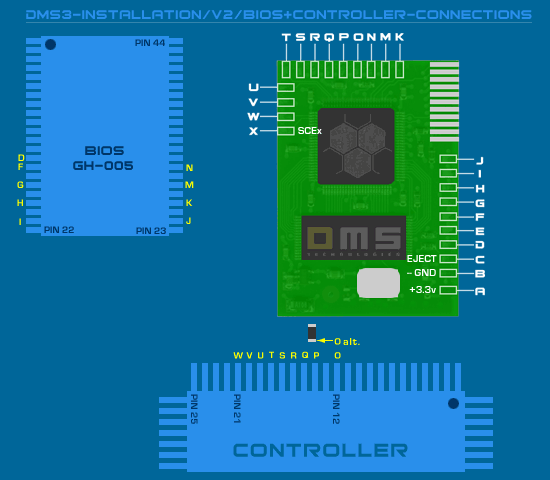 DMS3-INSTALLATION/V2/BIOS+CONTROLLER-CONNECTIONS
PIN 44
BIOS
GH-005
PIN 22
PIN 23
D
F
G
H
I
N
M
K
J
T S R Q P O N M K
U
V
W
X
SCEx
J
I
H
G
F
E
D
C
B
A
EJECT
- GND
+3.3v
DMS
TECHNOLOGIES
O alt.
W V U T S R Q P O
PIN 25
PIN 21
PIN 12
CONTROLLER